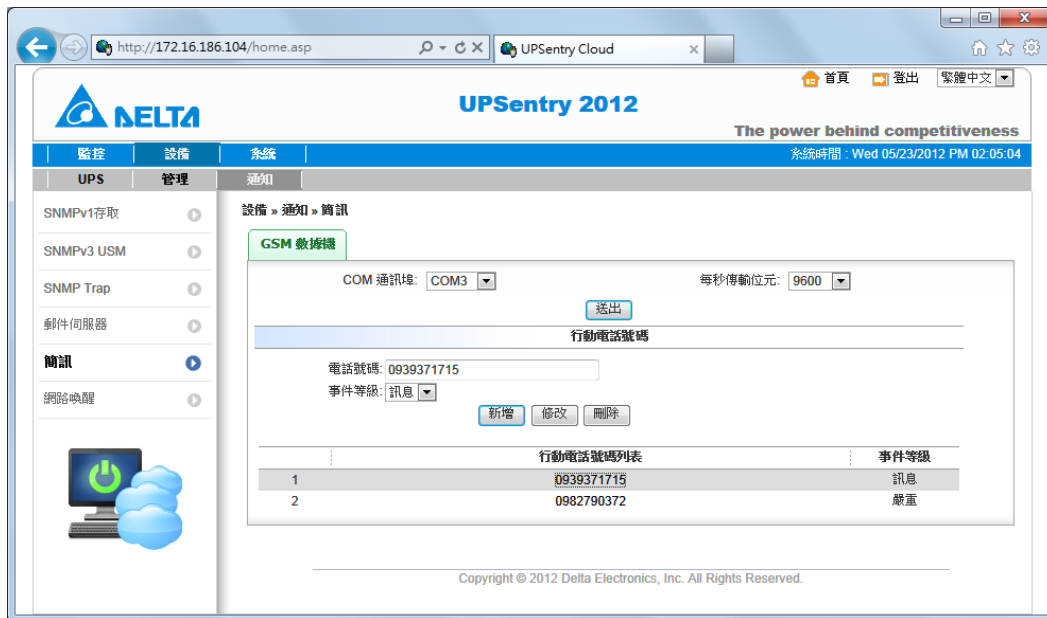 http://172.16.186.104/home.asp
UPSentry Cloud
首頁 登出 繁體中文
DELTA
UPSentry 2012
The power behind competitiveness
監控 設備 系統 系統時間 : Wed 05/23/2012 PM 02:05:04
UPS 管理 通知
SNMPv1存取
SNMPv3 USM
SNMP Trap
郵件伺服器
簡訊
網路喚醒
設備 » 通知 » 簡訊
GSM 數據機
COM 通訊埠: COM3 每秒傳輸位元: 9600
送出
行動電話號碼
電話號碼: 0939371715
事件等級: 訊息
新增 修改 刪除
行動電話號碼列表 事件等級
1 0939371715 訊息
2 0982790372 嚴重
Copyright © 2012 Delta Electronics, Inc. All Rights Reserved.